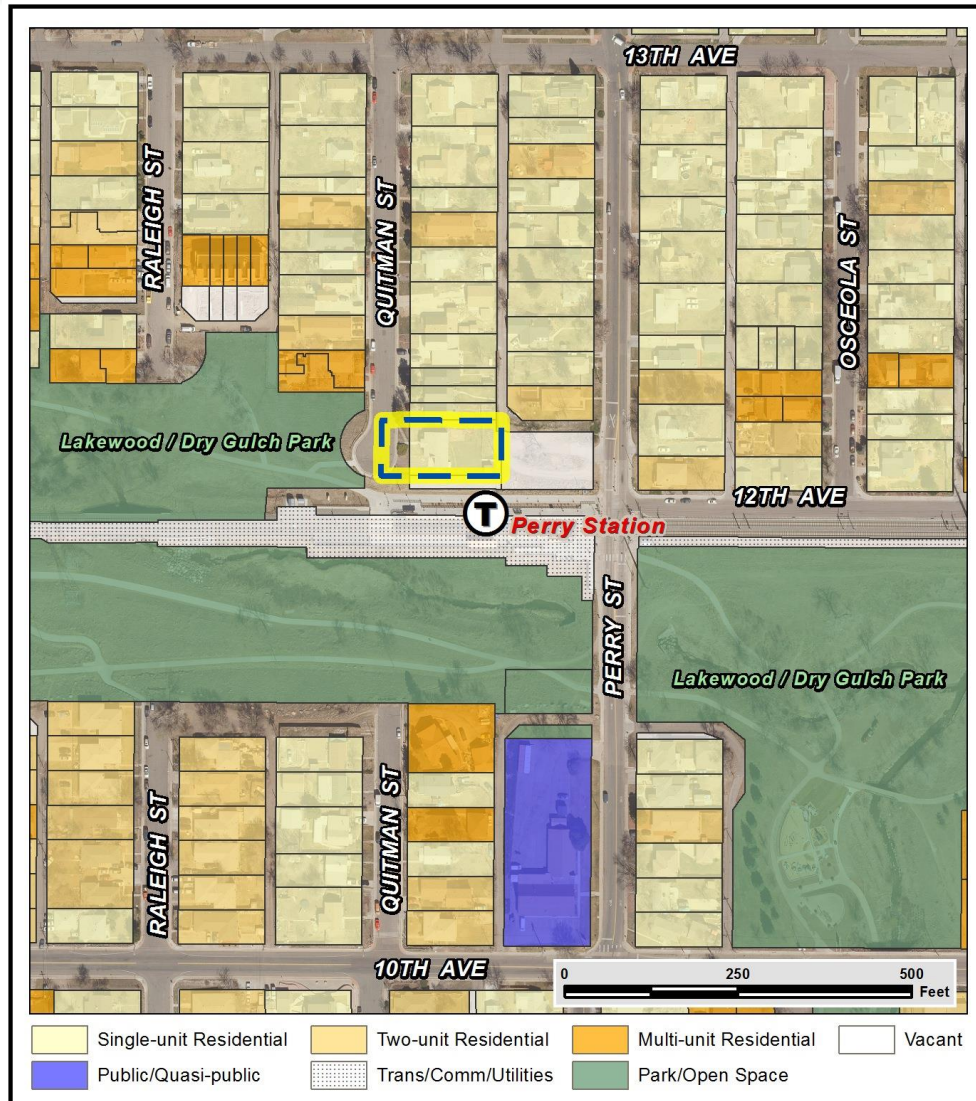 13TH AVE
RALEIGH ST
QUITMAN ST
OSCEOLA ST
Lakewood / Dry Gulch Park
12TH AVE
T
Perry Station
PERRY ST
Lakewood / Dry Gulch Park
RALEIGH ST
QUITMAN ST
10TH AVE
0 250 500
Feet
Single-unit Residential Two-unit Residential Multi-unit Residential Vacant
Public/Quasi-public Trans/Comm/Utilities Park/Open Space